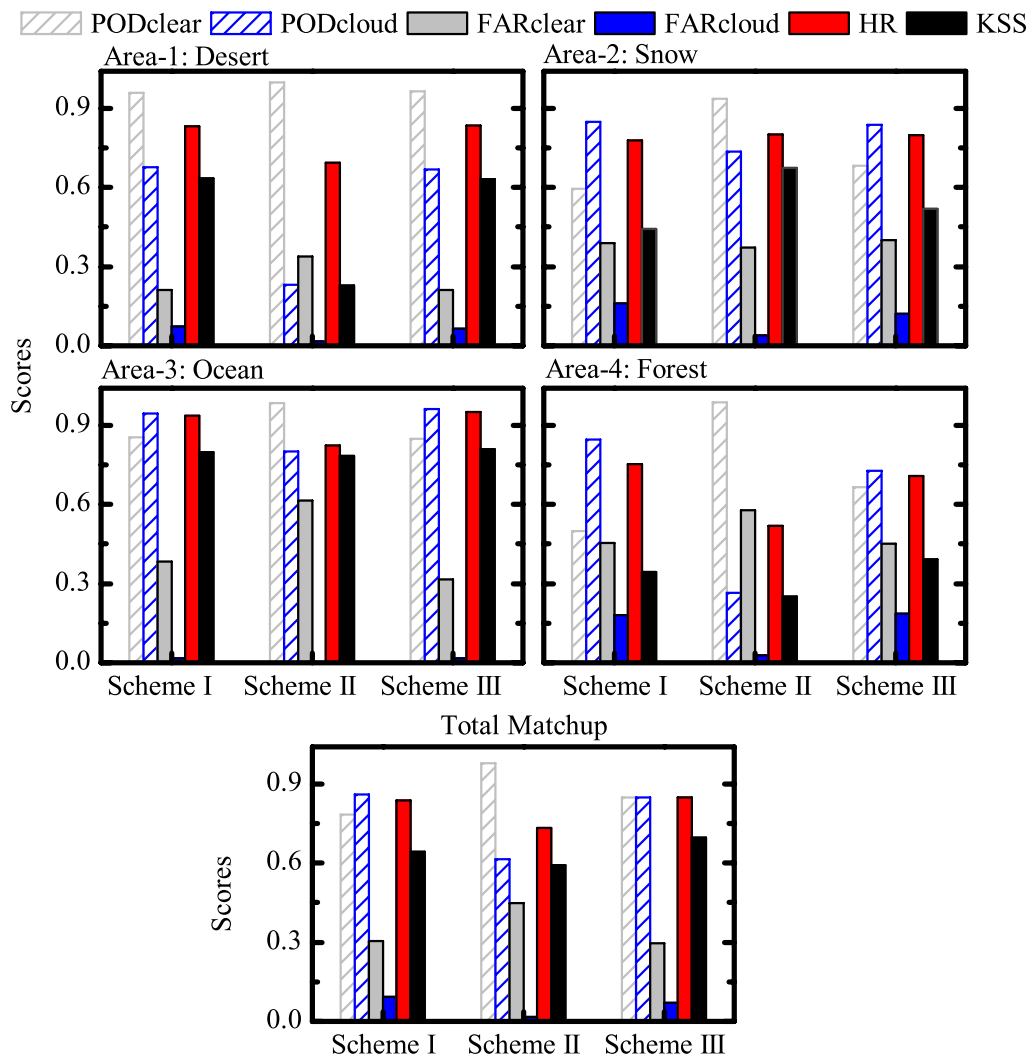 PODclear PODcloud FARclear FARcloud HR KSS
Area-1: Desert Area-2: Snow
0.9
0.6
0.3
0.0
Scores
Area-3: Ocean Area-4: Forest
0.9
0.6
0.3
0.0
Scheme I Scheme II Scheme III Scheme I Scheme II Scheme III
Total Matchup
0.9
0.6
0.3
0.0
Scores
Scheme I Scheme II Scheme III